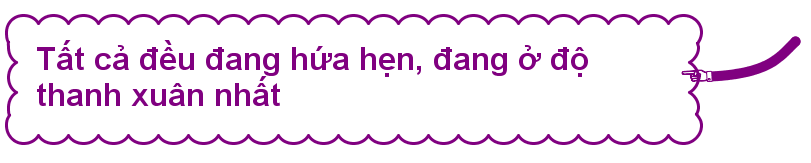 Tất cả đều đang hứa hẹn, đang ở độ
thanh xuân nhất